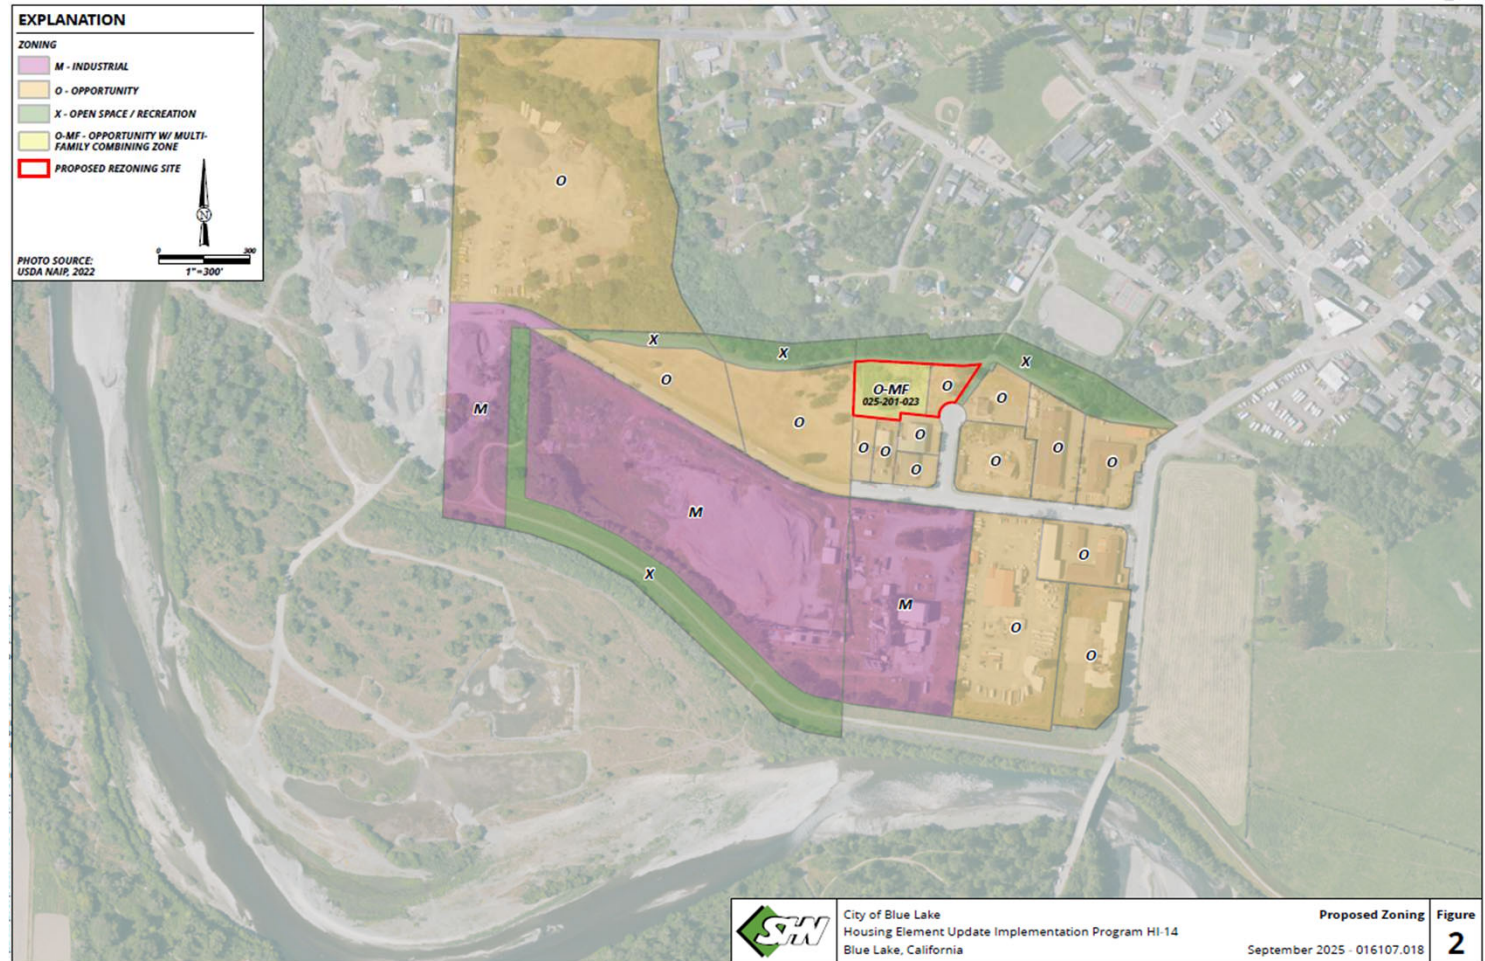 EXPLANATION
ZONING
M - INDUSTRIAL
O - OPPORTUNITY
X - OPEN SPACE / RECREATION
O-MF - OPPORTUNITY W/ MULTI-
FAMILY COMBINING ZONE
PROPOSED REZONING SITE
N
0 300
1"=300'
PHOTO SOURCE:
USDA NAIP, 2022
O
X
X
X
O
O-MF
025-201-023
O
O
M
O
O
O
O
O
O
O
O
O
M
O
X
M
O
O
SHN
City of Blue Lake
Housing Element Update Implementation Program HI-14
Blue Lake, California
Proposed Zoning
September 2025 - 016107.018
Figure
2